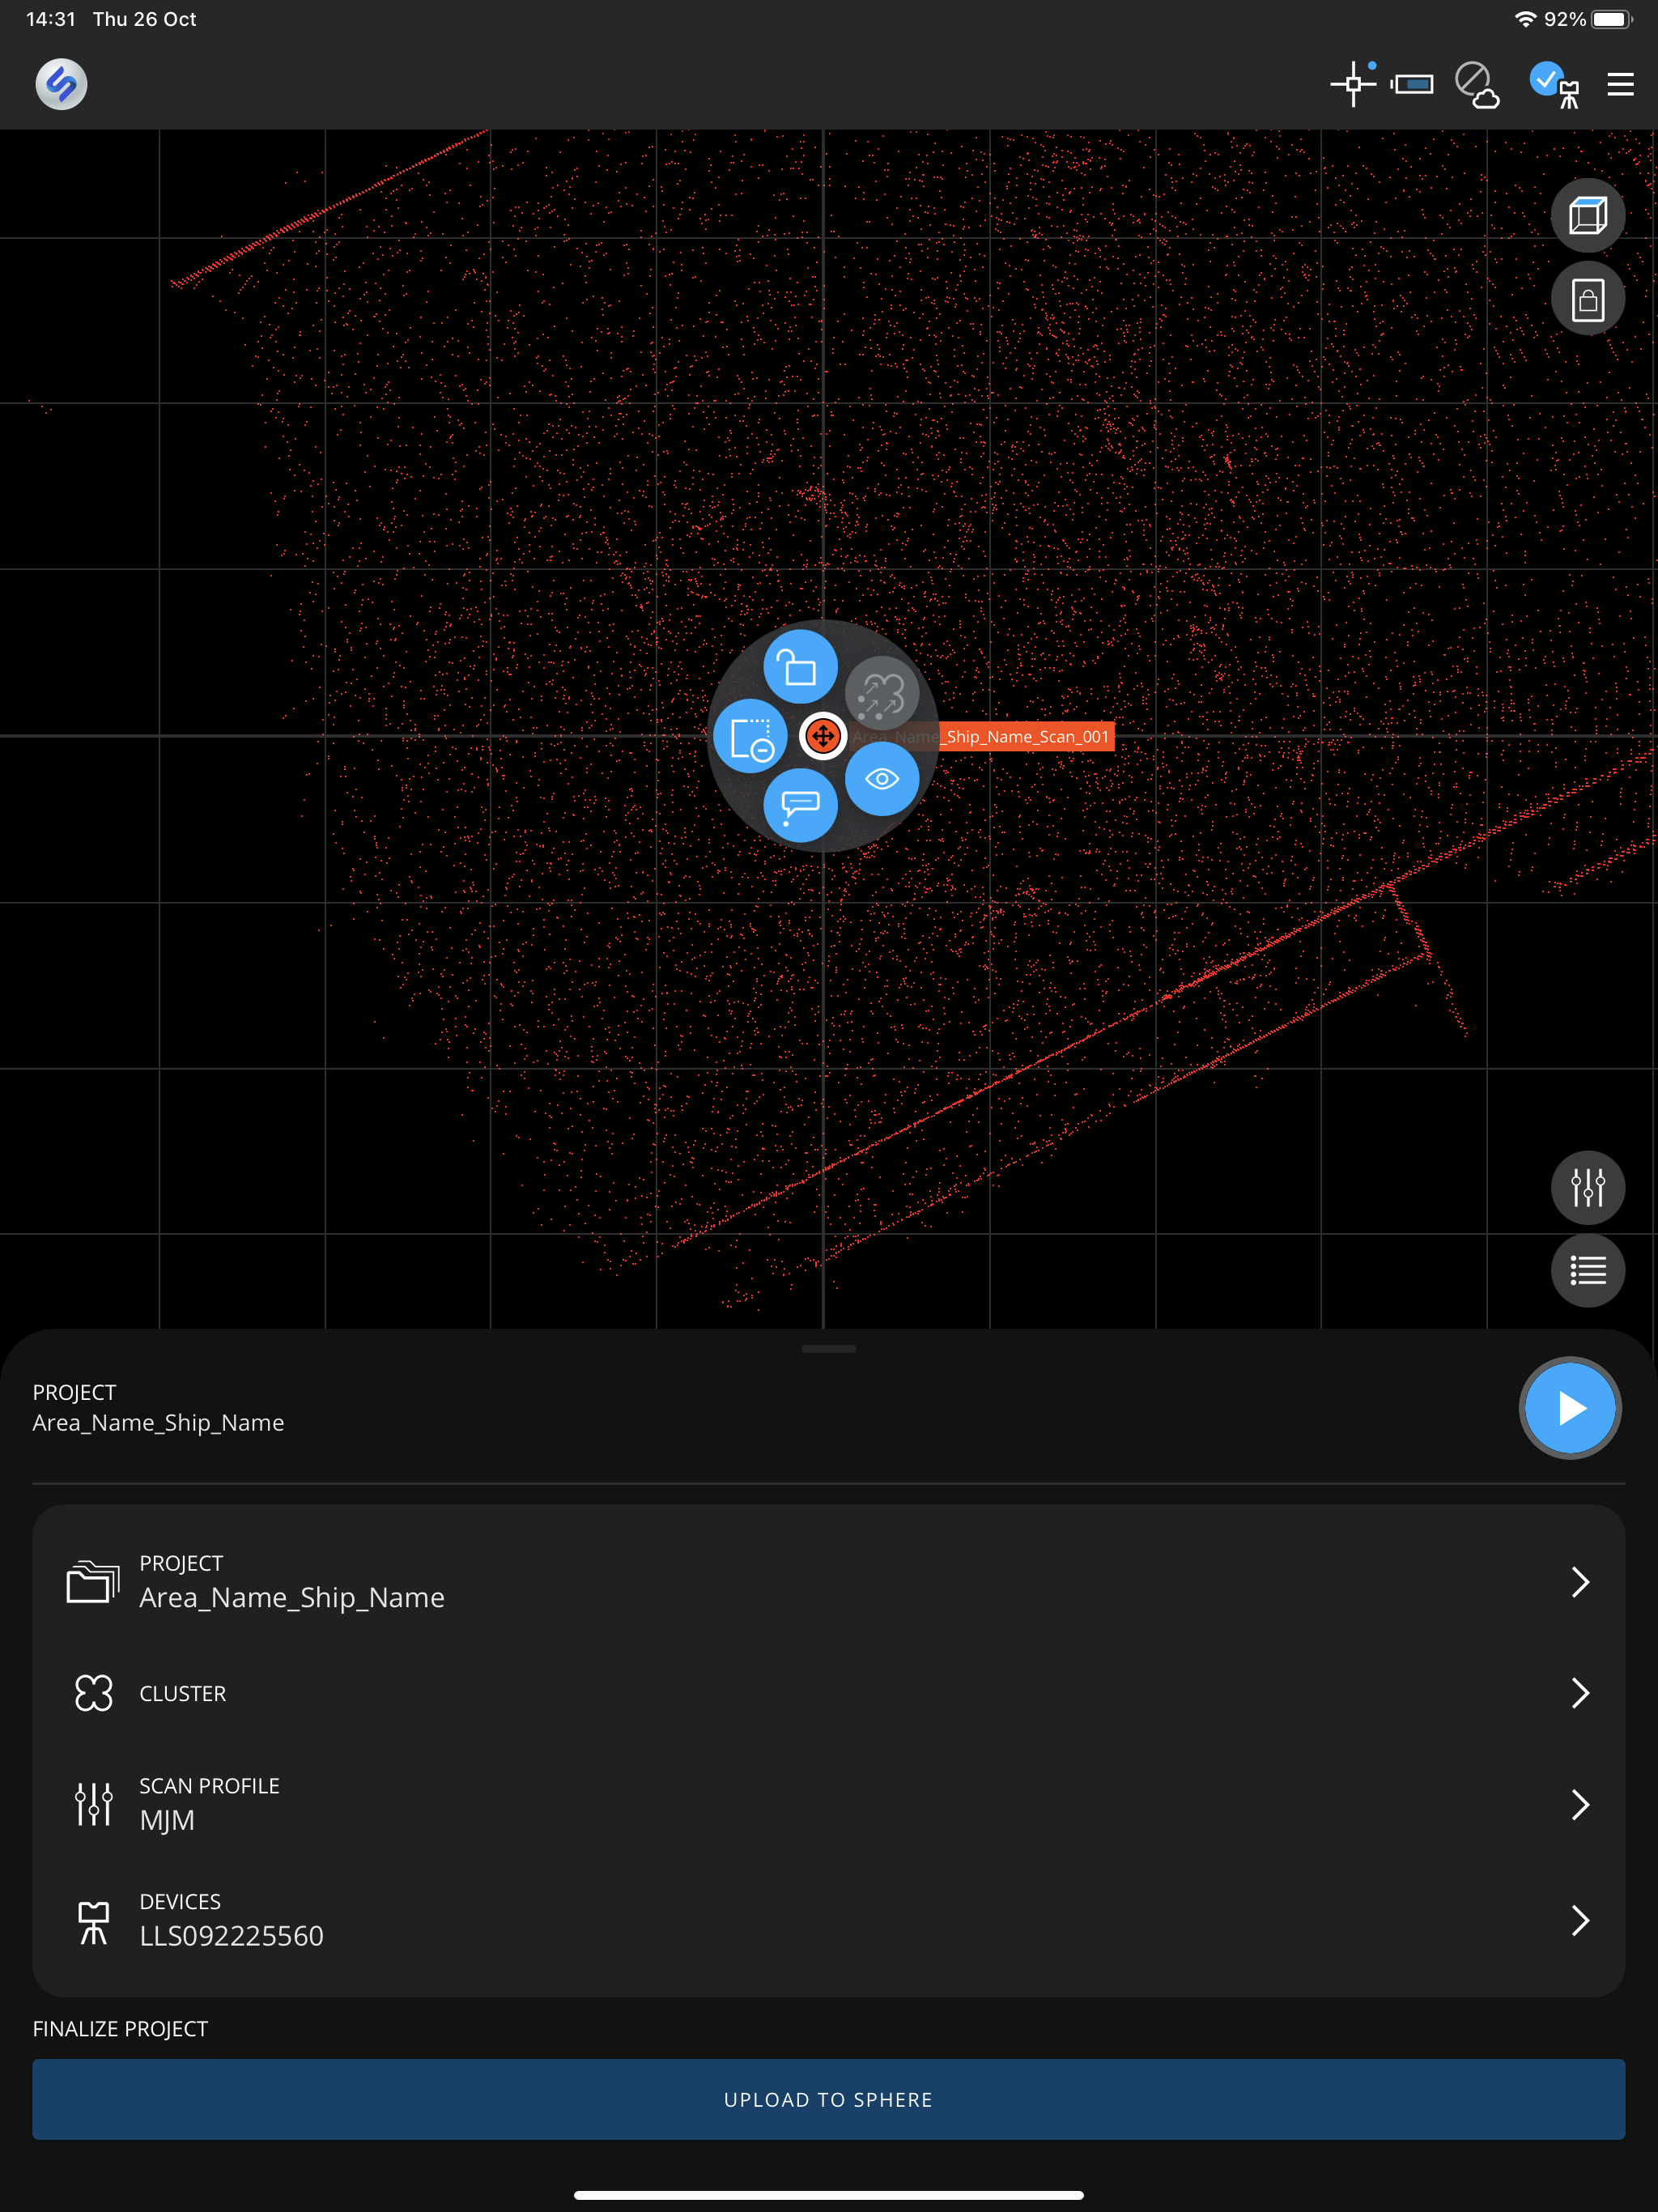 14:31 Thu 26 Oct 92%
Area_Name_Ship_Name_Scan_001
PROJECT
Area_Name_Ship_Name
PROJECT
Area_Name_Ship_Name
CLUSTER
SCAN PROFILE
MJM
DEVICES
LLS092225560
FINALIZE PROJECT
UPLOAD TO SPHERE